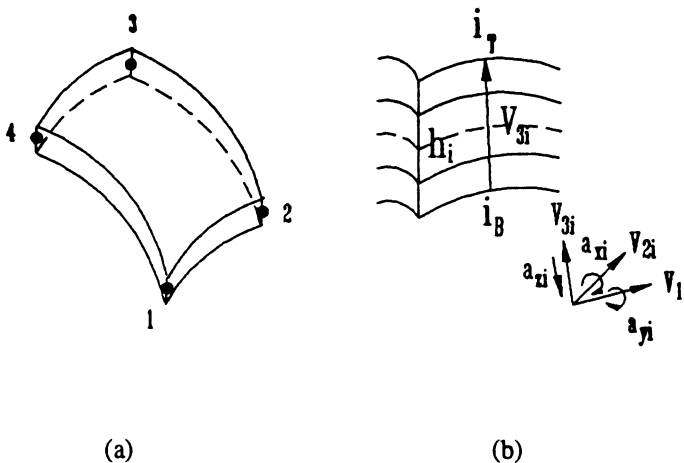 3
4
2
1
(a)
i_T
V_3i
h_i
i_B
V_3i
a_xi
V_2i
a_zi
V_1
a_yi
(b)